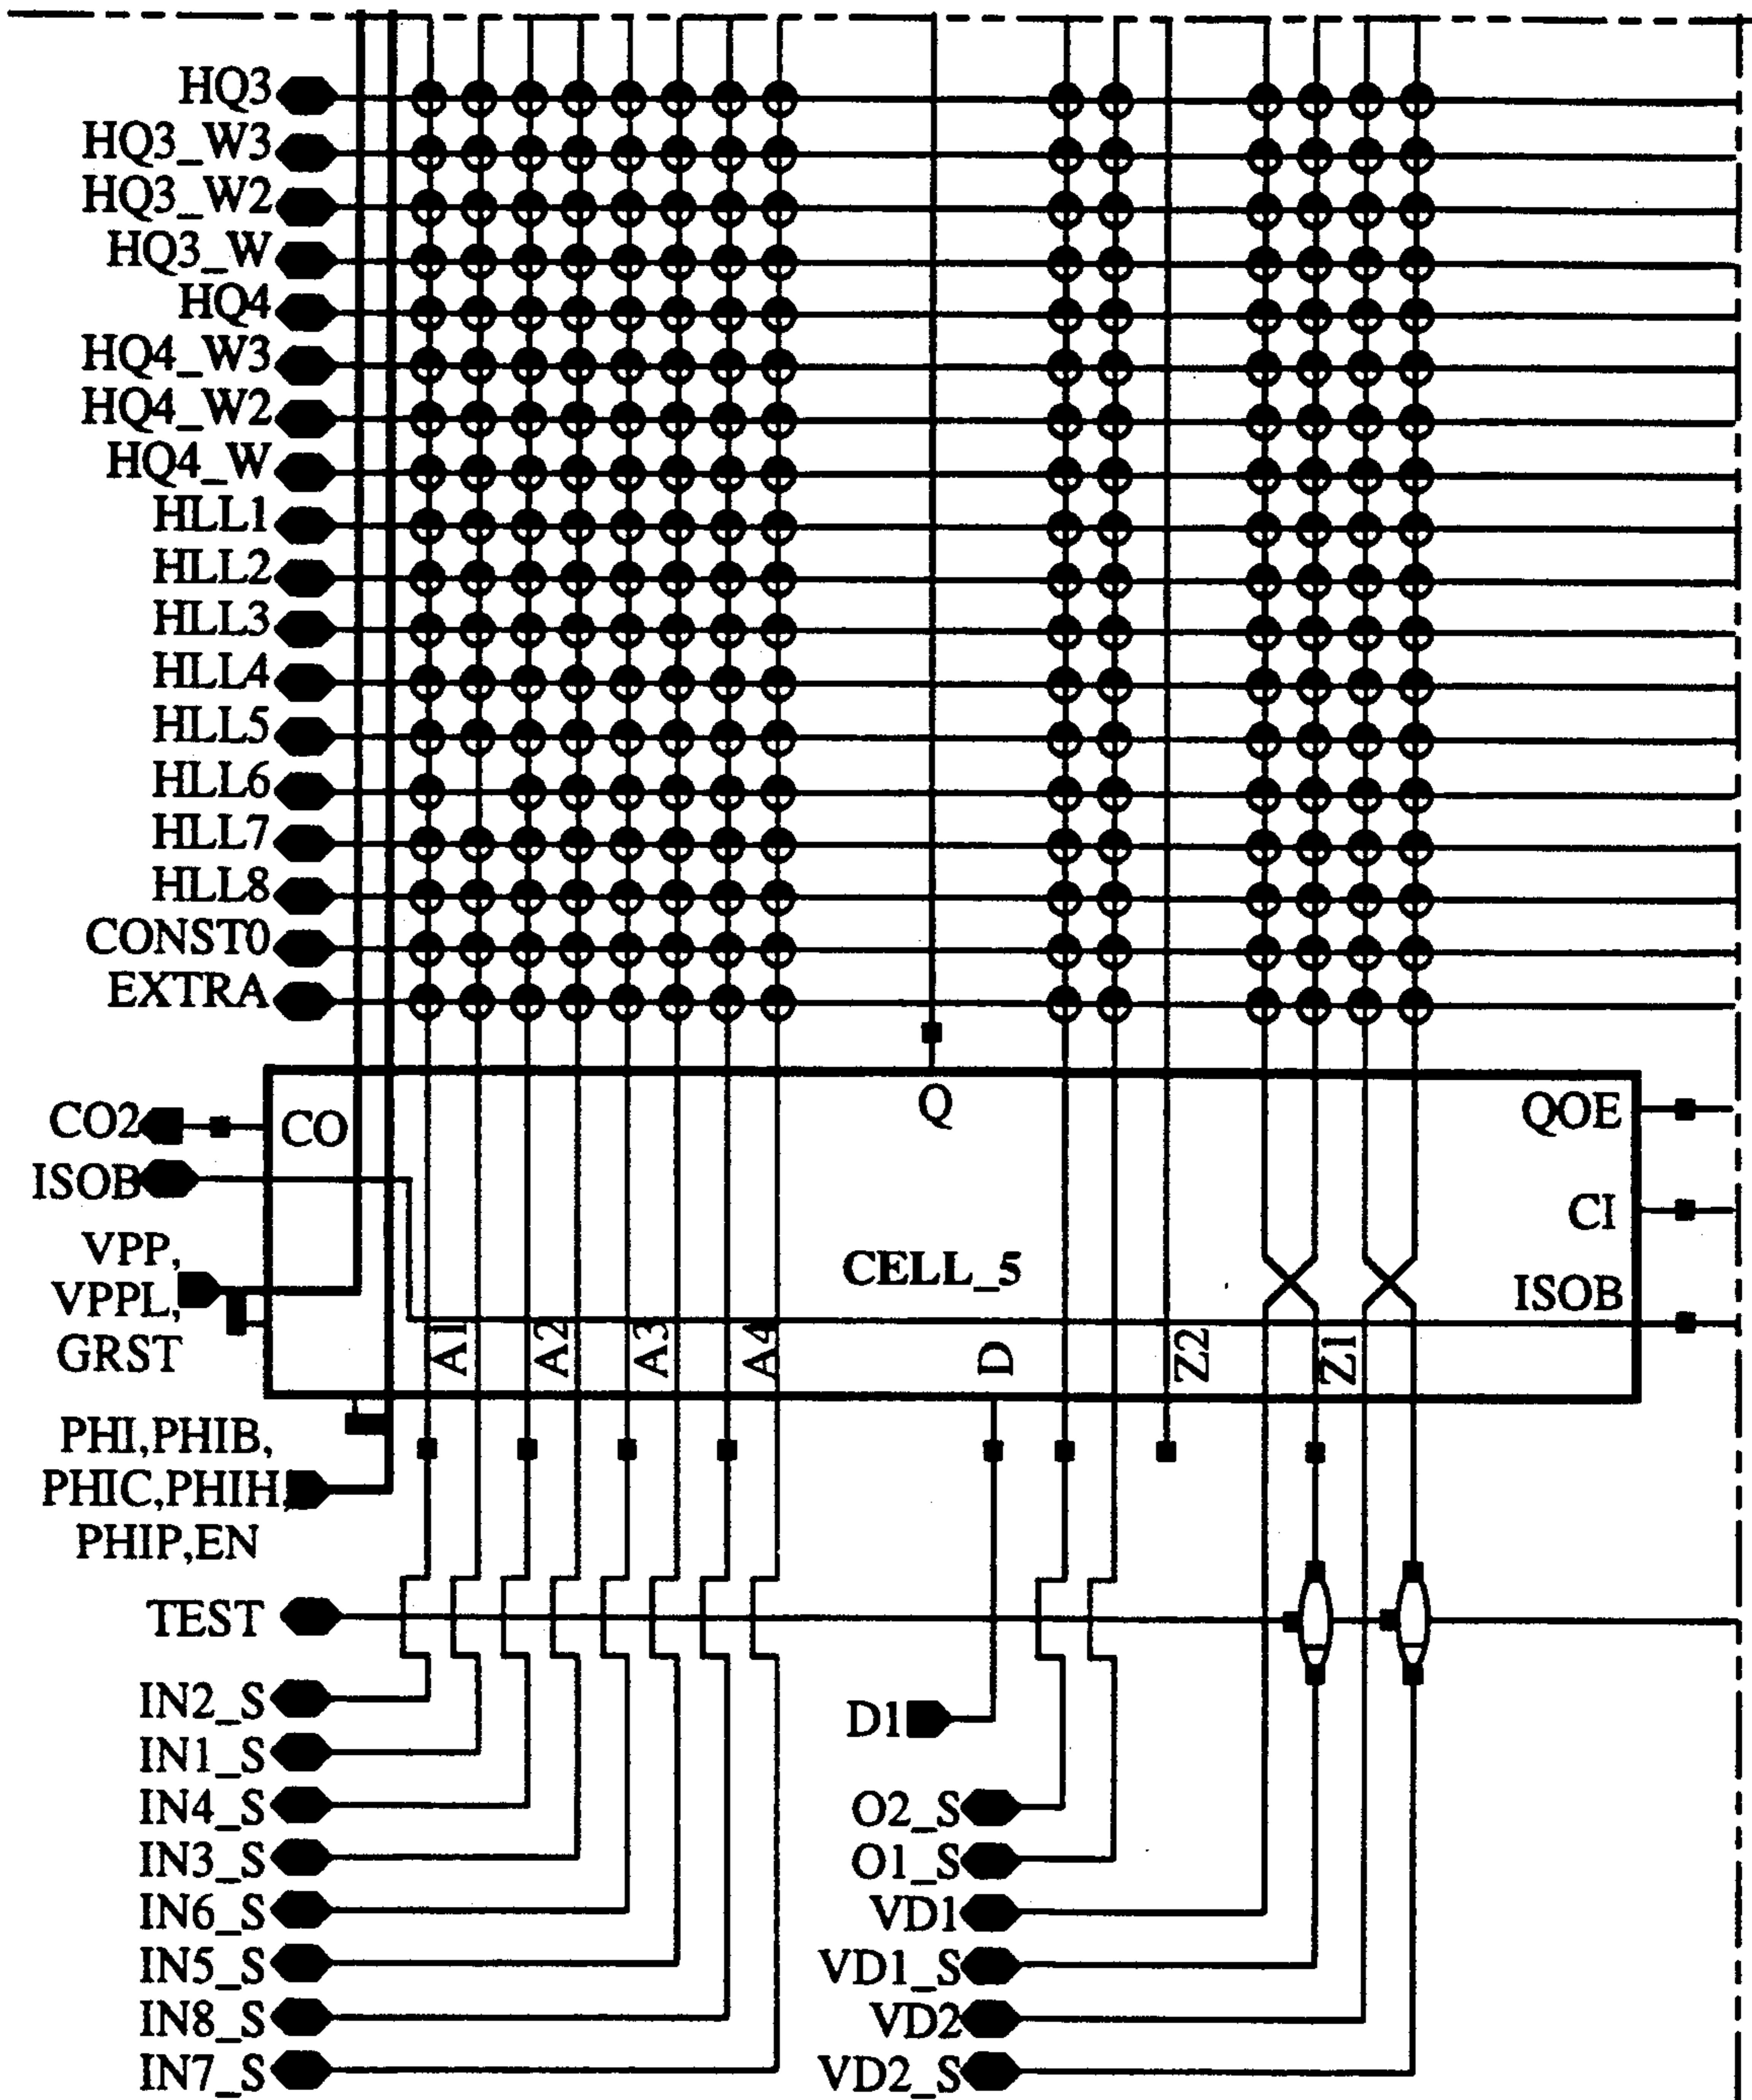 HQ3
HQ3_W3
HQ3_W2
HQ3_W
HQ4
HQ4_W3
HQ4_W2
HQ4_W
HLL1
HLL2
HLL3
HLL4
HLL5
HLL6
HLL7
HLL8
CONST0
EXTRA
CO2
CO
Q
QOE
ISOB
CI
VPP,
VPPL,
GRST
CELL_5
ISOB
A1
A2
A3
A4
D
Z2
Z1
PHI,PHIB,
PHIC,PHIH,
PHIP,EN
TEST
IN2_S
IN1_S
IN4_S
IN3_S
IN6_S
IN5_S
IN8_S
IN7_S
D1
O2_S
O1_S
VD1
VD1_S
VD2
VD2_S